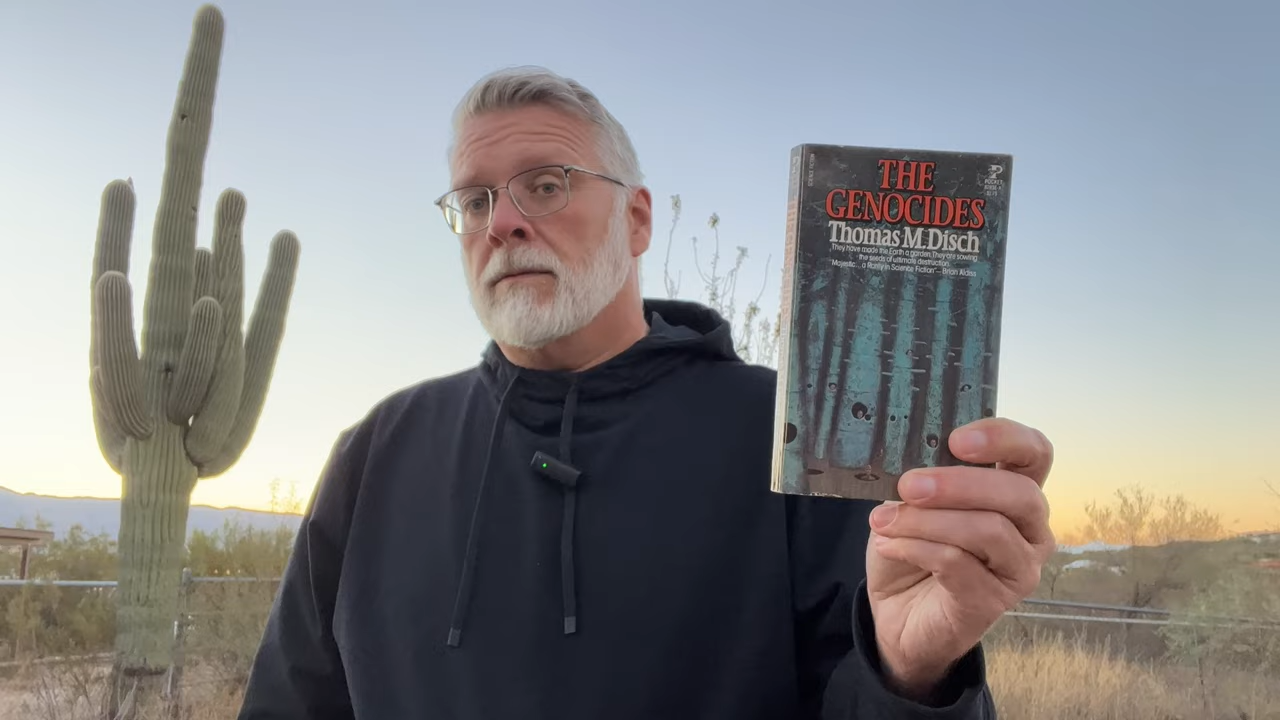 THE
GENOCIDES
Thomas M. Disch
They have made the Earth a garden. They are sowing
the seeds of ultimate destruction.
"Majestic... a Rarity in Science Fiction"—Brian Aldiss
POCKET